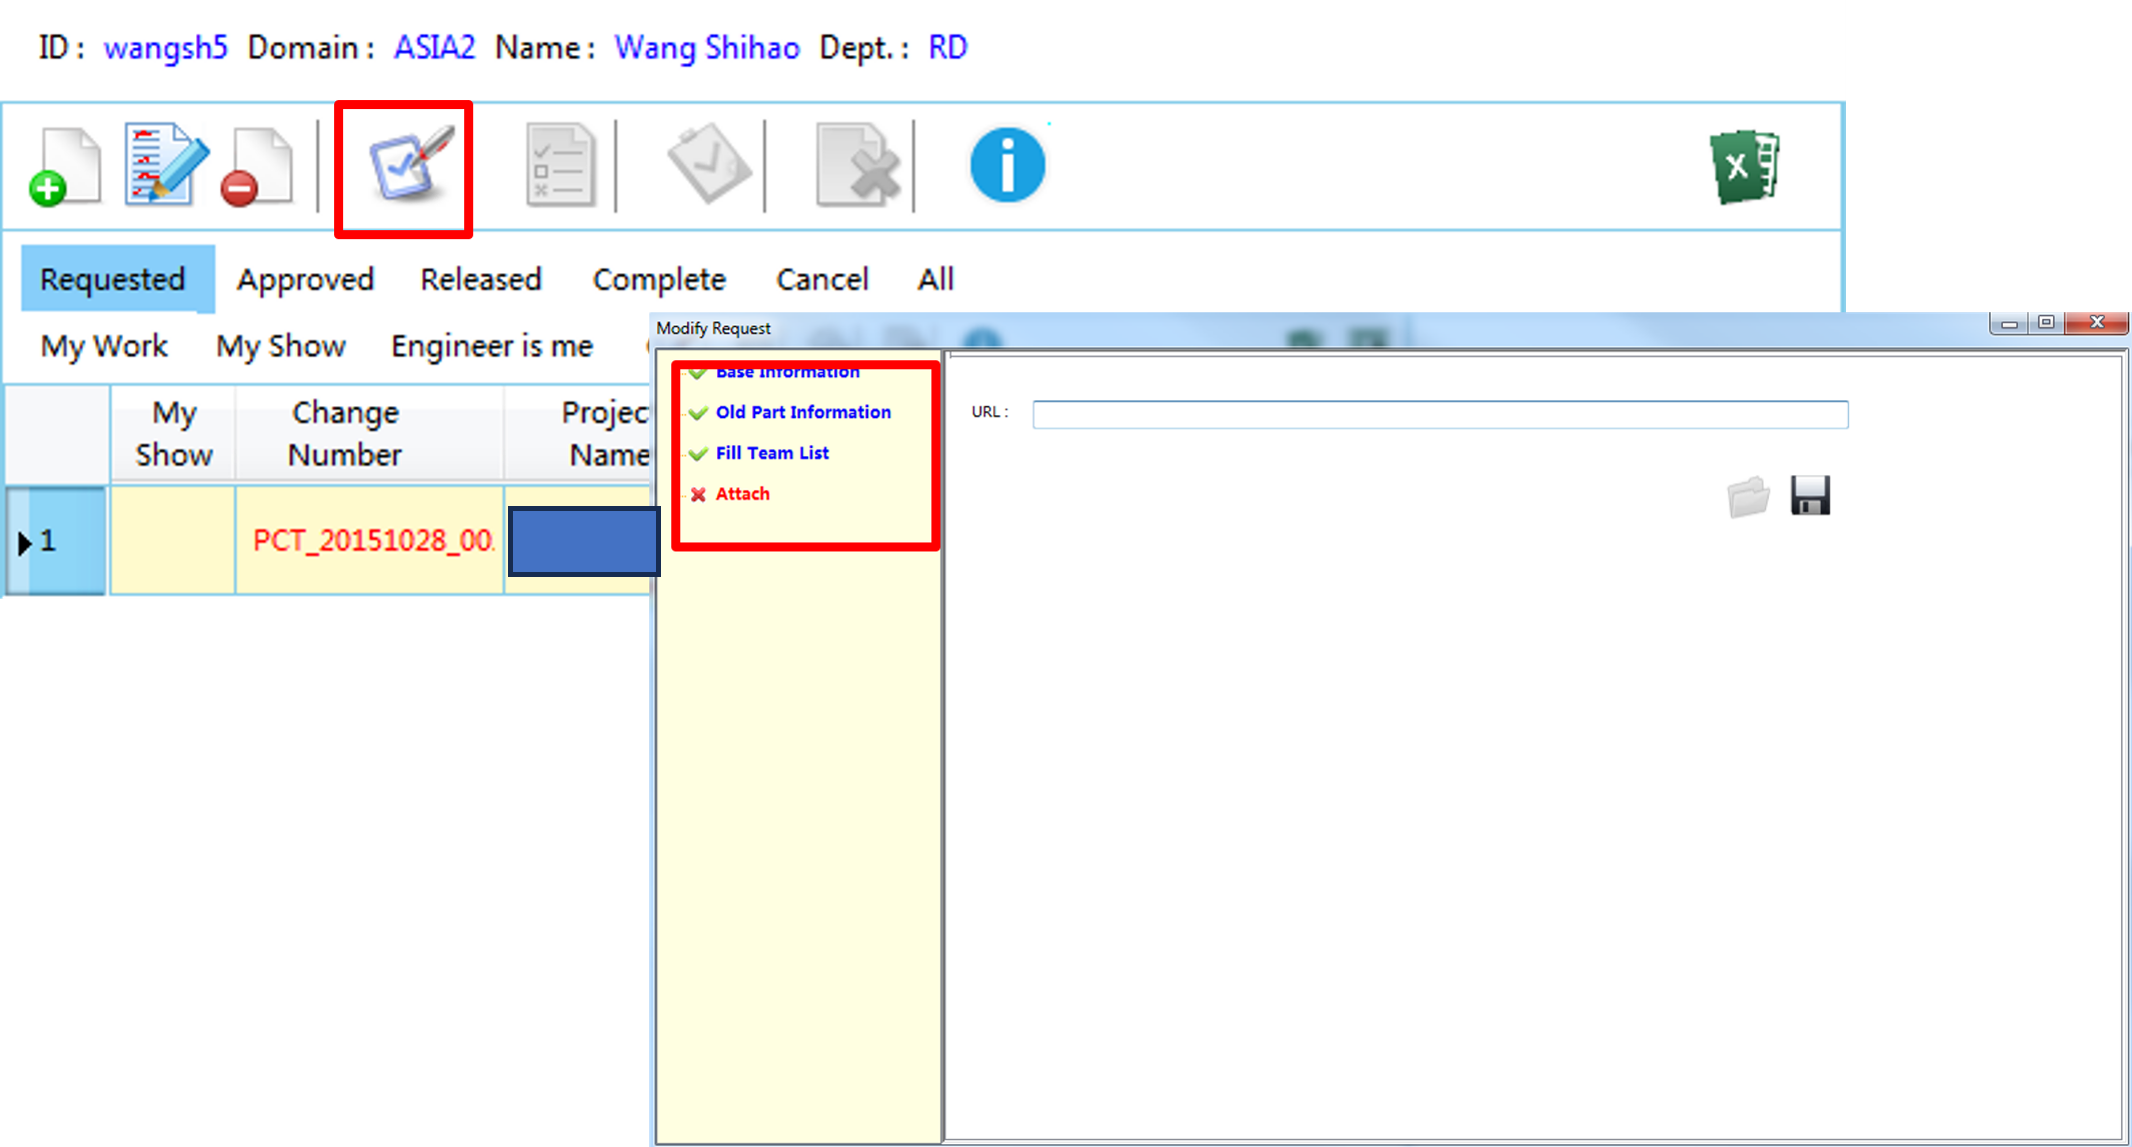 ID : wangsh5 Domain : ASIA2 Name : Wang Shihao Dept. : RD
Requested Approved Released Complete Cancel All
My Work My Show Engineer is me
My Show Change Number Projec Name
1 PCT_20151028_00.
Modify Request
Base Information
Old Part Information
Fill Team List
Attach
URL :